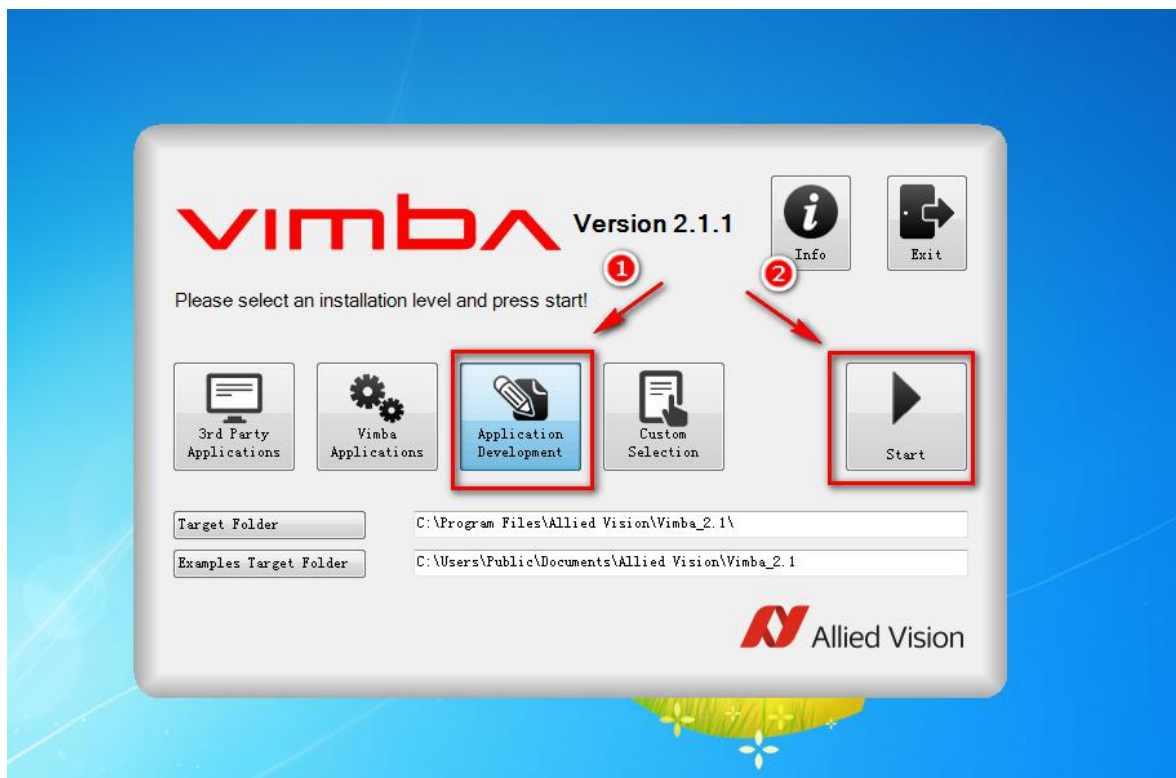 vimba Version 2.1.1
Info
Exit
1
2
Please select an installation level and press start!
3rd Party
Applications
Vimba
Applications
Application
Development
Custom
Selection
Start
Target Folder
C:\Program Files\Allied Vision\Vimba_2.1\
Examples Target Folder
C:\Users\Public\Documents\Allied Vision\Vimba_2.1
Allied Vision